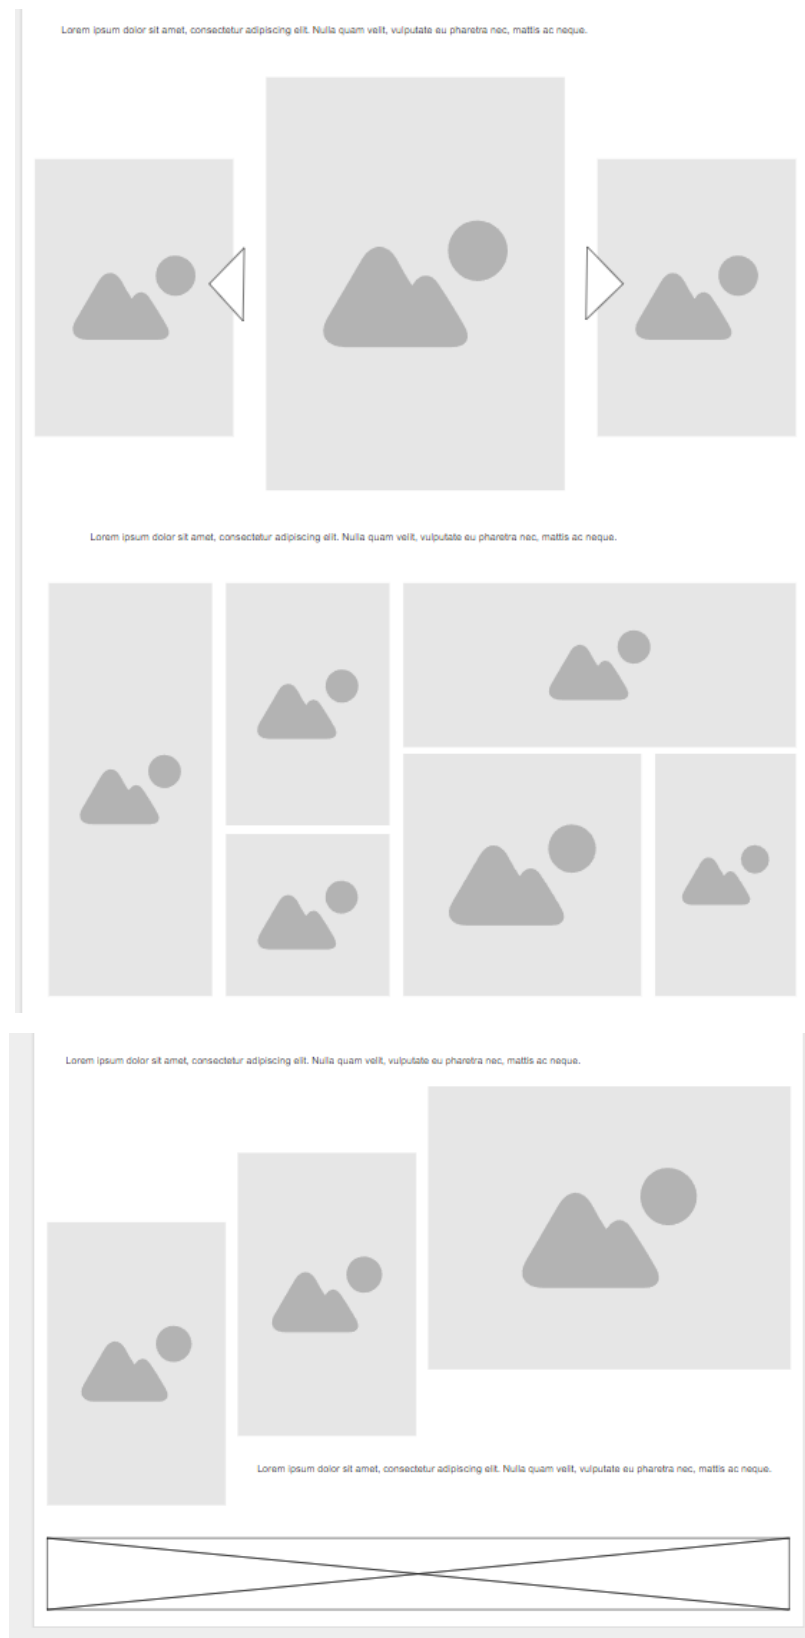 Lorem ipsum dolor sit amet, consectetur adipiscing elit. Nulla quam velit, vulputate eu pharetra nec, mattis ac neque.
Lorem ipsum dolor sit amet, consectetur adipiscing elit. Nulla quam velit, vulputate eu pharetra nec, mattis ac neque.
Lorem ipsum dolor sit amet, consectetur adipiscing elit. Nulla quam velit, vulputate eu pharetra nec, mattis ac neque.
Lorem ipsum dolor sit amet, consectetur adipiscing elit. Nulla quam velit, vulputate eu pharetra nec, mattis ac neque.